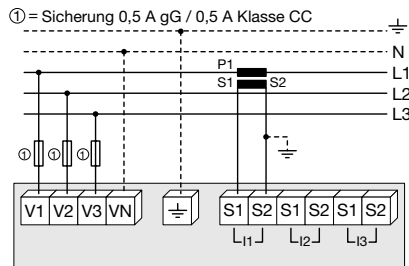 ① = Sicherung 0,5 A gG / 0,5 A Klasse CC
N
P1
L1
S1 S2
L2
L3
① ① ①
V1 V2 V3 VN S1 S2 S1 S2 S1 S2
I1 I2 I3